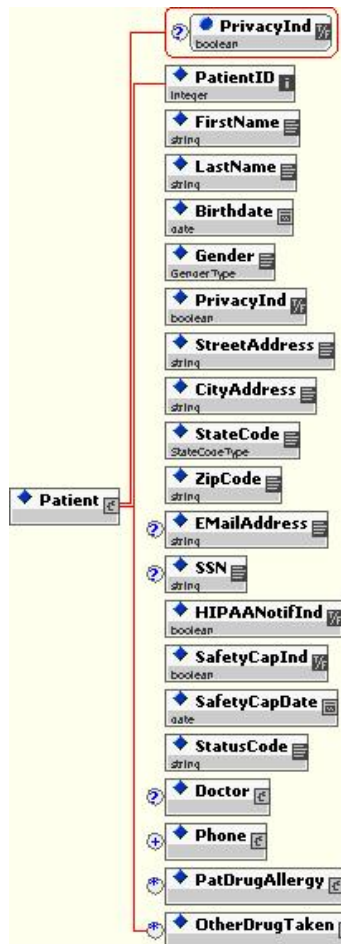 ? PrivacyInd T/F
boolean
PatientID i
integer
FirstName
string
LastName
string
Birthdate
date
Gender
GenderType
PrivacyInd T/F
boolean
StreetAddress
string
CityAddress
string
StateCode
StateCodeType
ZipCode
string
Patient
? EMailAddress
string
? SSN
string
HIPAANotifInd T/F
boolean
SafetyCapInd T/F
boolean
SafetyCapDate
date
StatusCode
string
? Doctor
+ Phone
* PatDrugAllergy
* OtherDrugTaken